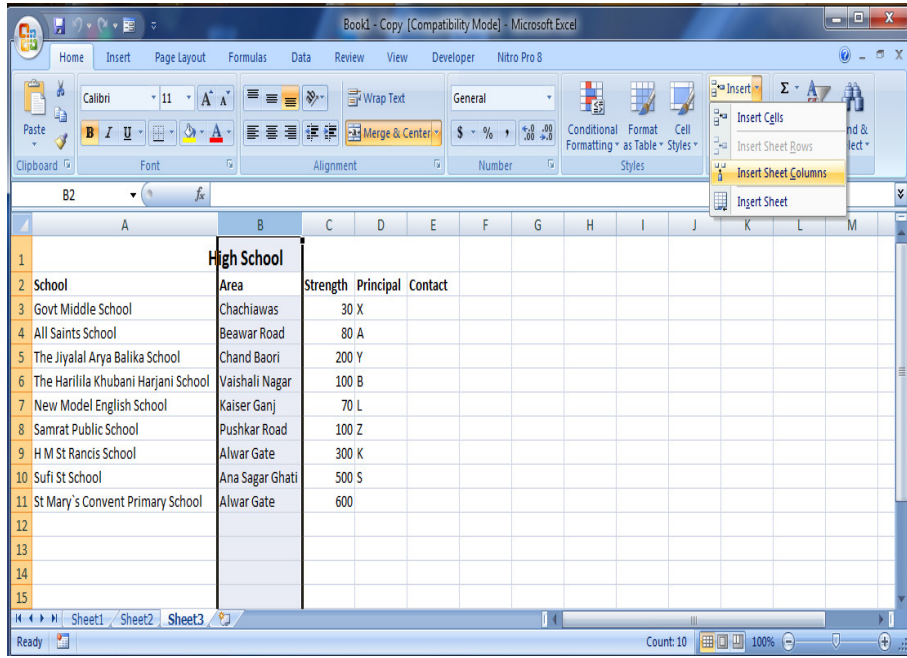 Book1 - Copy [Compatibility Mode] - Microsoft Excel
Home Insert Page Layout Formulas Data Review View Developer Nitro Pro 8
Paste
Clipboard
Calibri 11
B I U
Font
Wrap Text
Merge & Center
Alignment
General
$ % ,
Number
Conditional Formatting
Format as Table
Cell Styles
Styles
Insert
Σ
Insert Cells
Insert Sheet Rows
Insert Sheet Columns
Insert Sheet
B2 fx
A B C D E F G H I J K L M
1 High School
2 School Area Strength Principal Contact
3 Govt Middle School Chachiawas 30 X
4 All Saints School Beawar Road 80 A
5 The Jiyalal Arya Balika School Chand Baori 200 Y
6 The Harilila Khubani Harjani School Vaishali Nagar 100 B
7 New Model English School Kaiser Ganj 70 L
8 Samrat Public School Pushkar Road 100 Z
9 H M St Rancis School Alwar Gate 300 K
10 Sufi St School Ana Sagar Ghati 500 S
11 St Mary`s Convent Primary School Alwar Gate 600
12
13
14
15
Sheet1 Sheet2 Sheet3
Ready Count: 10 100%